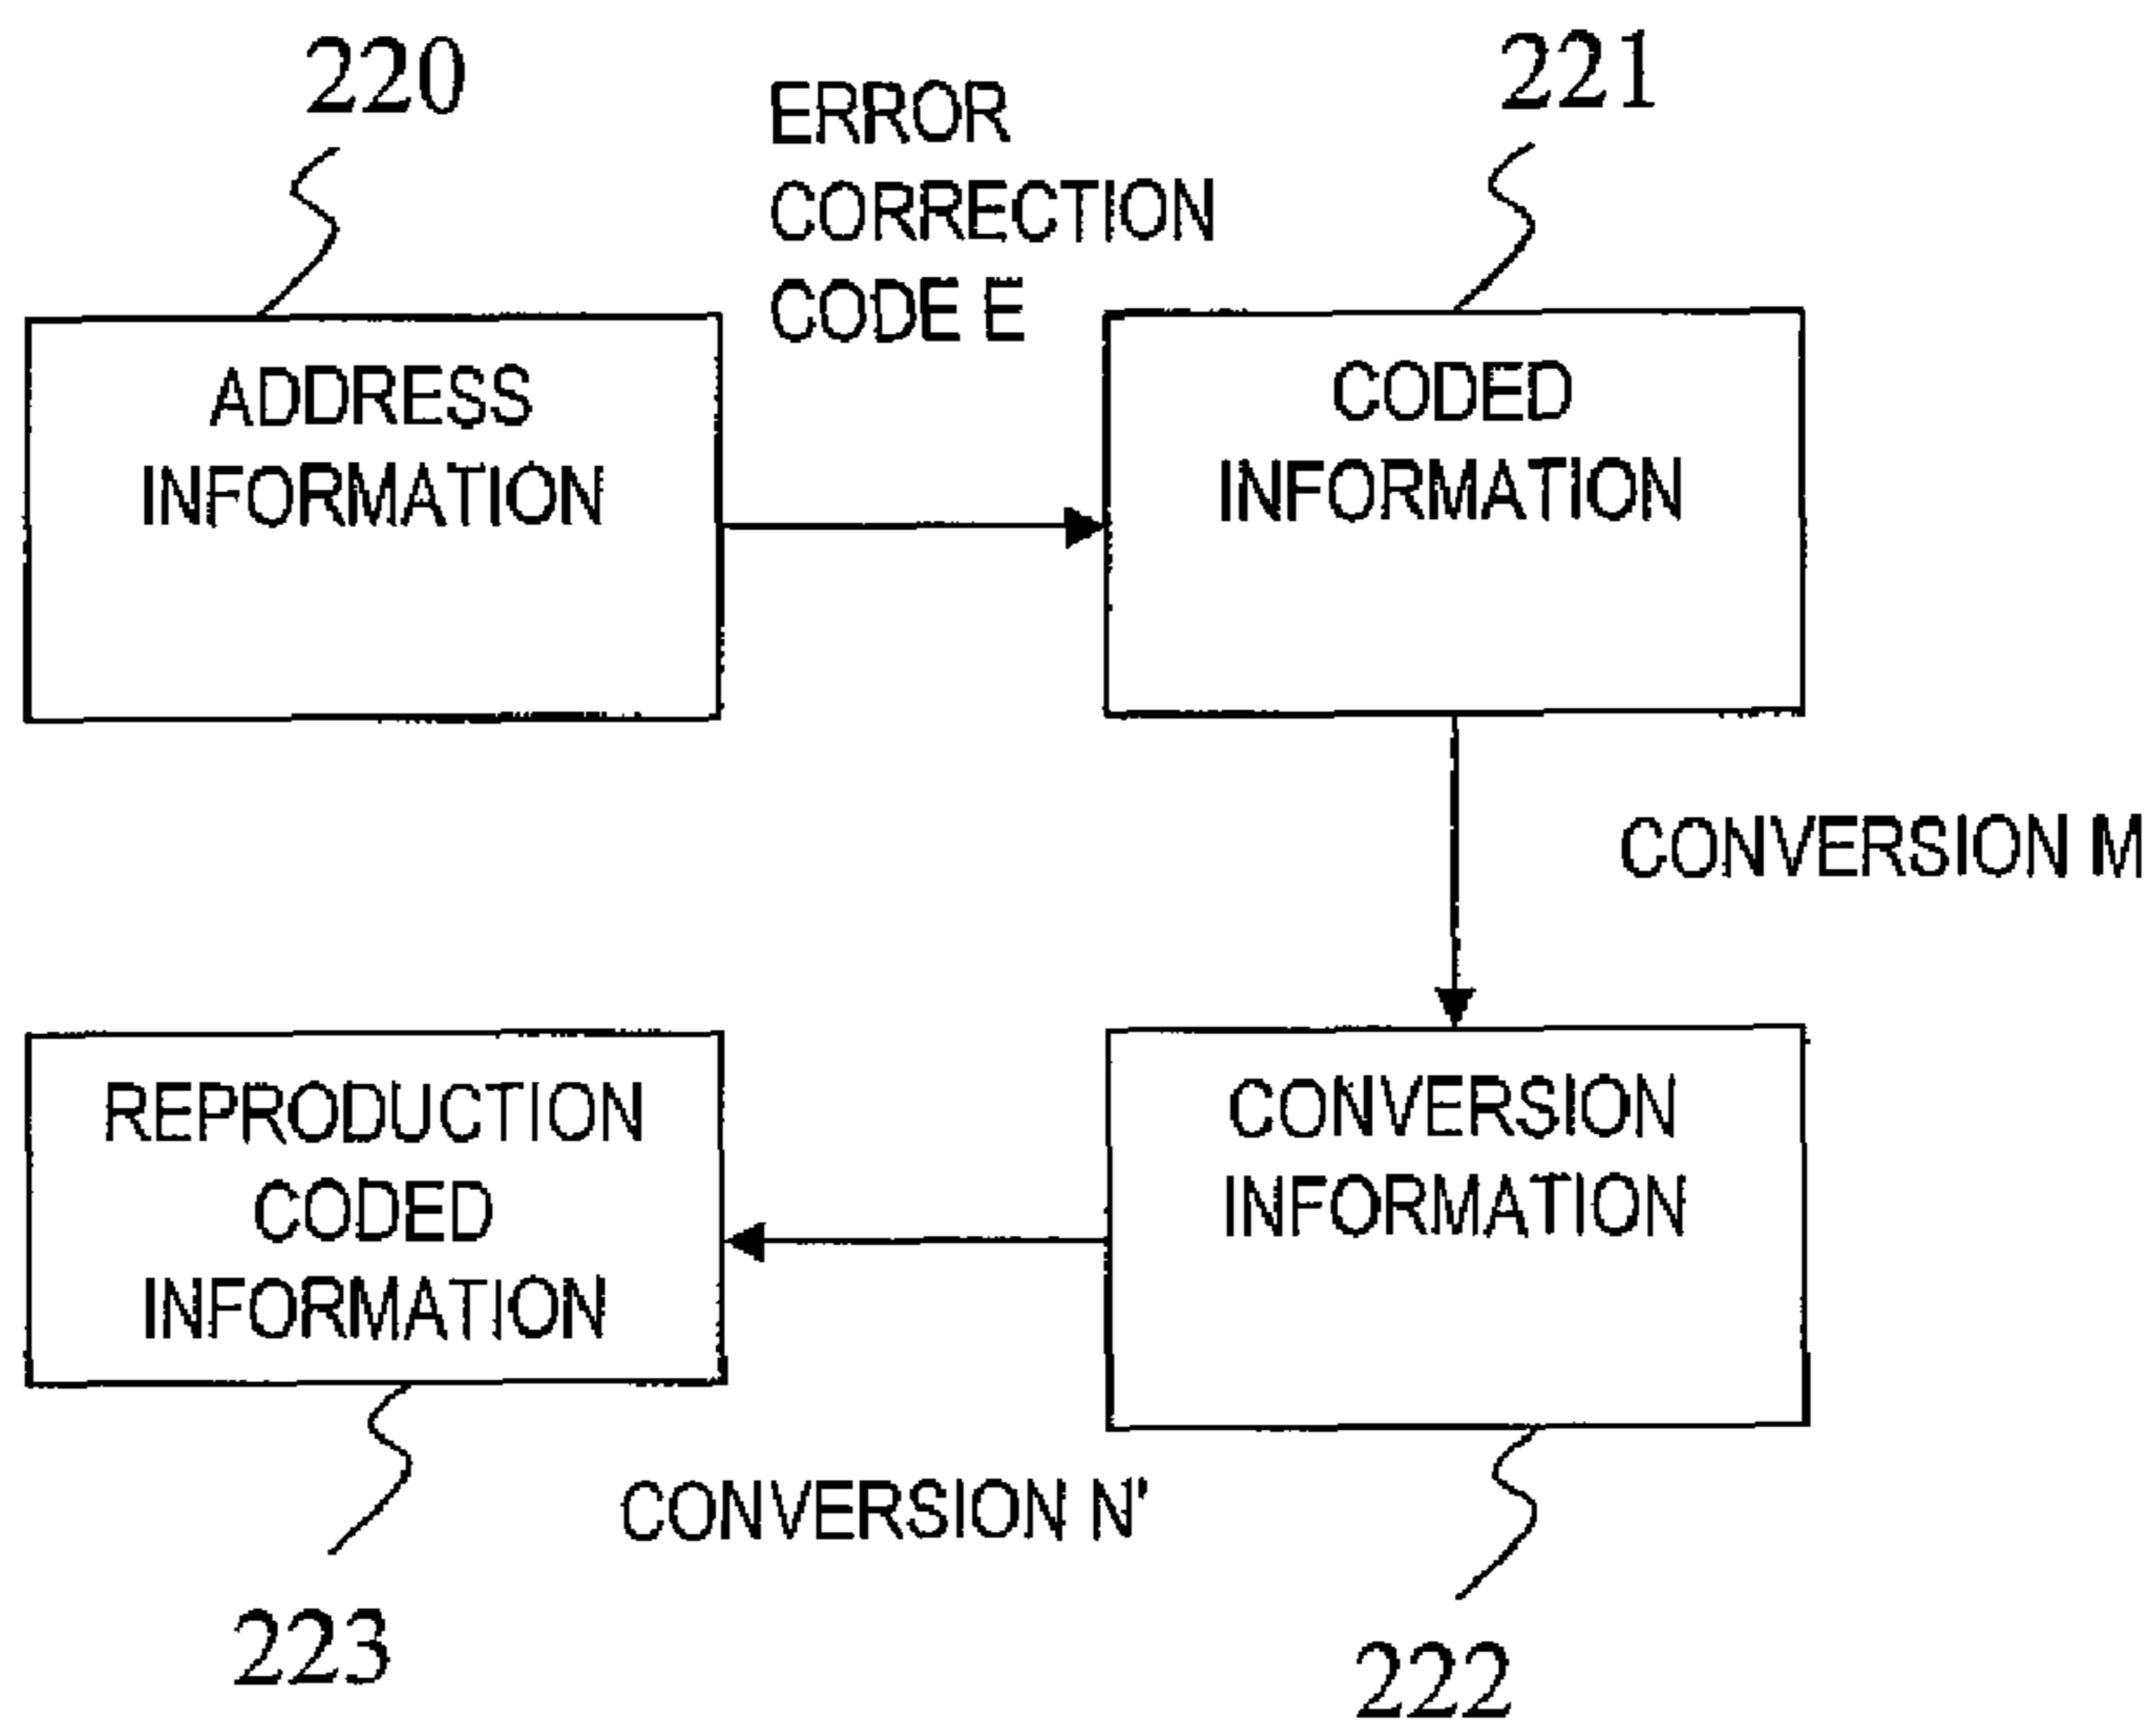 220
221
ERROR
CORRECTION
CODE E
ADDRESS
INFORMATION
CODED
INFORMATION
CONVERSION M
REPRODUCTION
CODED
INFORMATION
CONVERSION
INFORMATION
CONVERSION N'
223
222